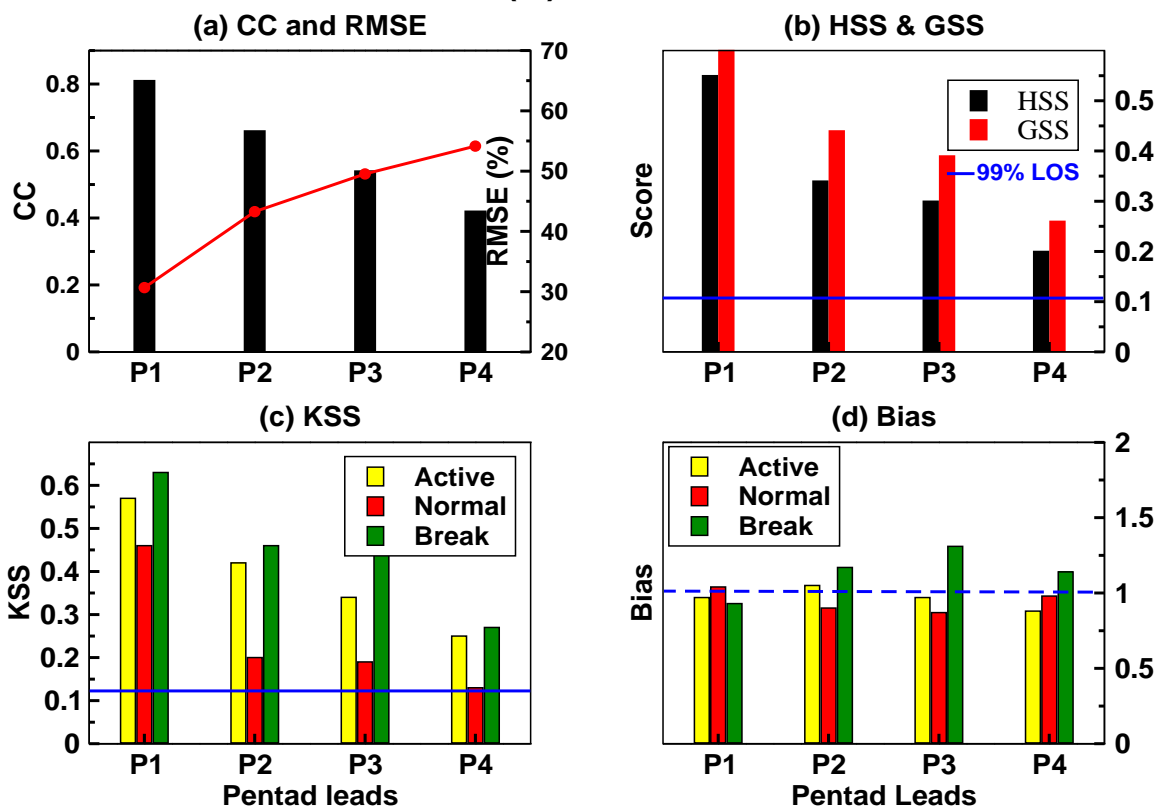 (a) CC and RMSE
CC
0.8
0.6
0.4
0.2
0
70
60
50
40
30
20
RMSE (%)
P1 P2 P3 P4
(b) HSS & GSS
Score
HSS
GSS
99% LOS
0.5
0.4
0.3
0.2
0.1
0
P1 P2 P3 P4
(c) KSS
KSS
0.6
0.5
0.4
0.3
0.2
0.1
0
Active
Normal
Break
P1 P2 P3 P4
Pentad leads
(d) Bias
Bias
Active
Normal
Break
2
1.5
1
0.5
0
P1 P2 P3 P4
Pentad Leads